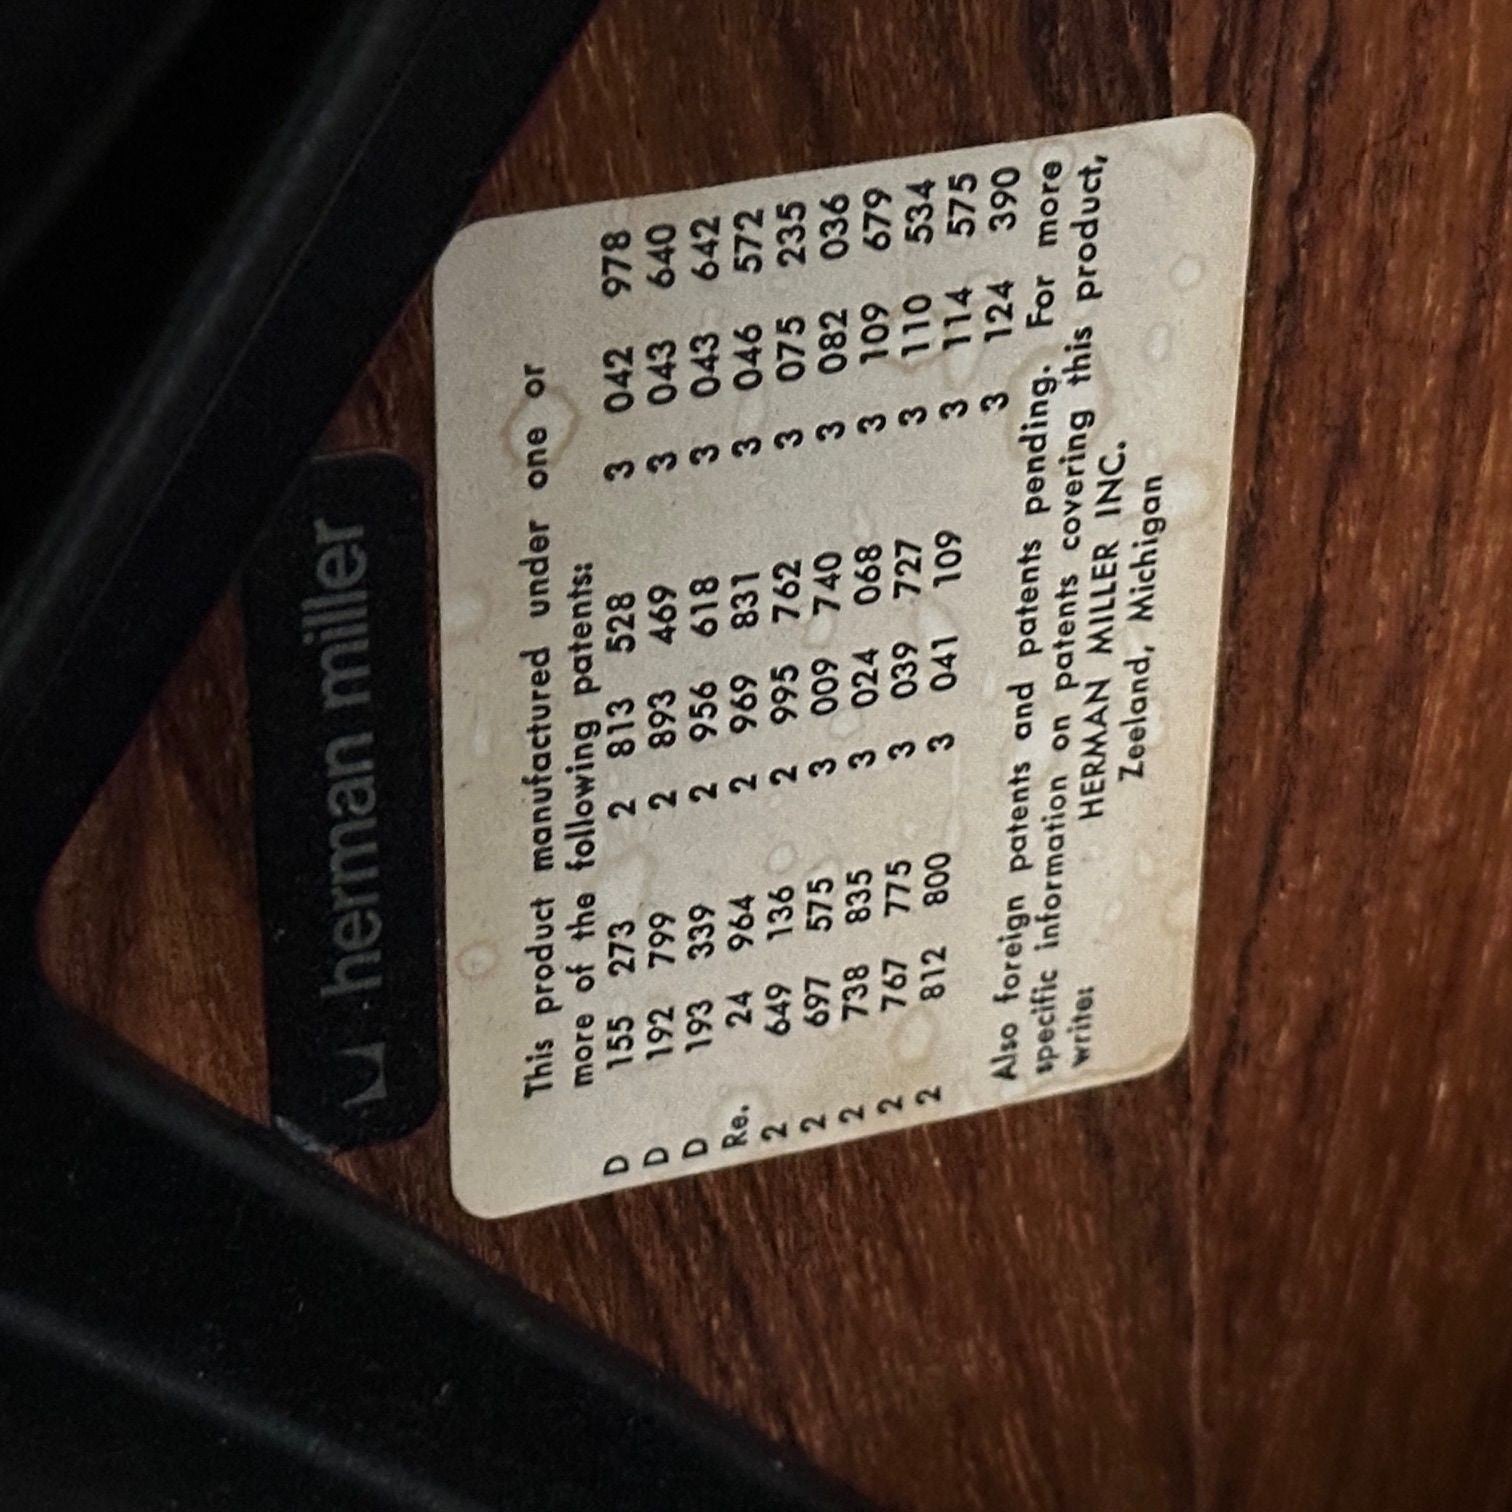 herman miller
This product manufactured under one or
more of the following patents:
D 155 273 2 813 528 3 042 978
D 192 799 2 893 469 3 043 640
D 193 339 2 956 618 3 043 642
Re. 24 964 2 969 831 3 046 572
2 649 136 2 995 762 3 075 235
2 697 575 3 009 740 3 082 036
2 738 835 3 024 068 3 109 679
2 767 775 3 039 727 3 110 534
2 812 800 3 041 109 3 114 575
3 124 390
Also foreign patents and patents pending. For more
specific information on patents covering this product,
write: HERMAN MILLER INC.
Zeeland, Michigan